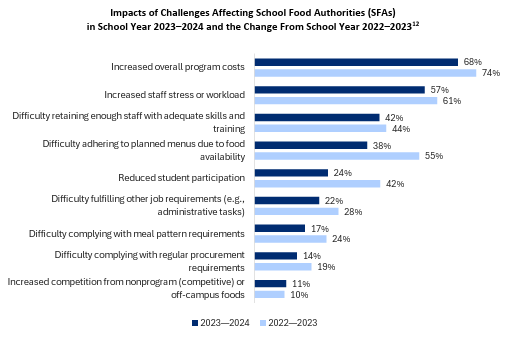 Impacts of Challenges Affecting School Food Authorities (SFAs)
in School Year 2023–2024 and the Change From School Year 2022–2023¹²
Increased overall program costs
68%
74%
Increased staff stress or workload
57%
61%
Difficulty retaining enough staff with adequate skills and
training
42%
44%
Difficulty adhering to planned menus due to food
availability
38%
55%
Reduced student participation
24%
42%
Difficulty fulfilling other job requirements (e.g.,
administrative tasks)
22%
28%
Difficulty complying with meal pattern requirements
17%
24%
Difficulty complying with regular procurement
requirements
14%
19%
Increased competition from nonprogram (competitive) or
off-campus foods
11%
10%
2023—2024 2022—2023